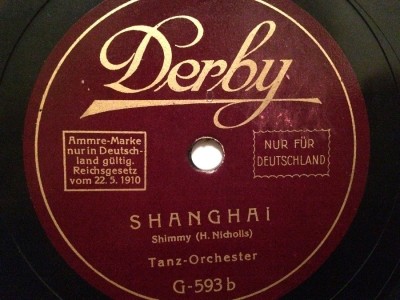 Derby
Ammre-Marke
nur in Deutsch-
land gültig.
Reichsgesetz
vom 22.5.1910
NUR FÜR
DEUTSCHLAND
SHANGHAI
Shimmy (H. Nicholls)
Tanz-Orchester
G-593b